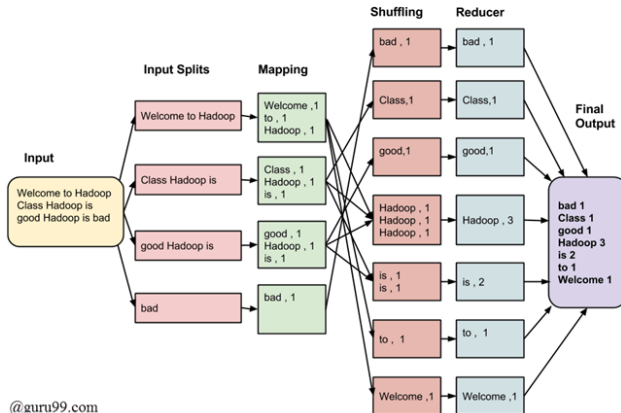 Shuffling
Reducer
Input Splits
Mapping
Final
Output
Input
Welcome to Hadoop
Class Hadoop is
good Hadoop is bad
Welcome to Hadoop
Class Hadoop is
good Hadoop is
bad
Welcome ,1
to , 1
Hadoop , 1
Class , 1
Hadoop , 1
is , 1
good , 1
Hadoop , 1
is , 1
bad , 1
bad , 1
Class,1
good,1
Hadoop , 1
Hadoop , 1
Hadoop , 1
is , 1
is , 1
to , 1
Welcome ,1
bad , 1
Class,1
good,1
Hadoop , 3
is , 2
to , 1
Welcome ,1
bad 1
Class 1
good 1
Hadoop 3
is 2
to 1
Welcome 1
@guru99.com